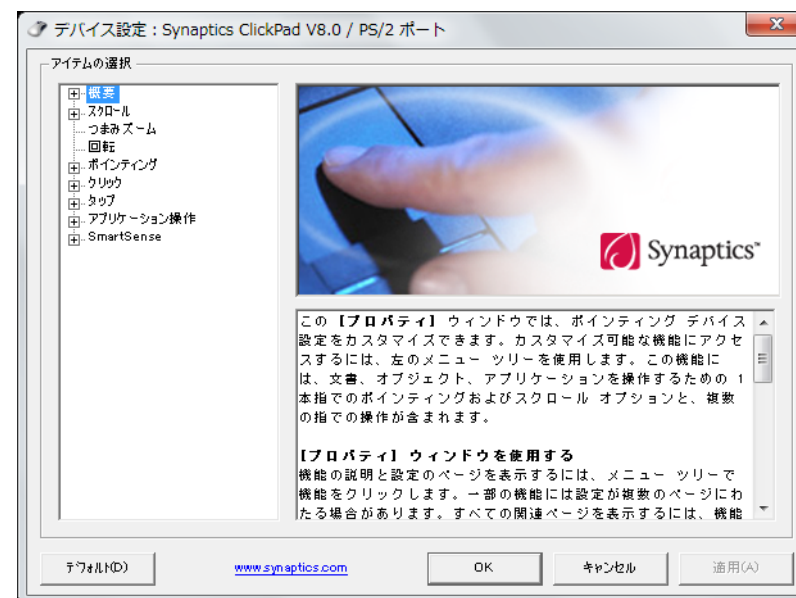 デバイス設定：Synaptics ClickPad V8.0 / PS/2 ポート
アイテムの選択
概要
スクロール
つまみズーム
回転
ポインティング
クリック
タップ
アプリケーション操作
SmartSense
Synaptics™
この【プロパティ】ウィンドウでは、ポインティング デバイス
設定をカスタマイズできます。カスタマイズ可能な機能にアクセ
スするには、左のメニュー ツリーを使用します。この機能に
は、文書、オブジェクト、アプリケーションを操作するための 1
本指でのポインティングおよびスクロール オプションと、複数
の指での操作が含まれます。
【プロパティ】ウィンドウを使用する
機能の説明と設定のページを表示するには、メニュー ツリーで
機能をクリックします。一部の機能には設定が複数のページにわ
たる場合があります。すべての関連ページを表示するには、機能
デフォルト(D)
www.synaptics.com
OK
キャンセル
適用(A)